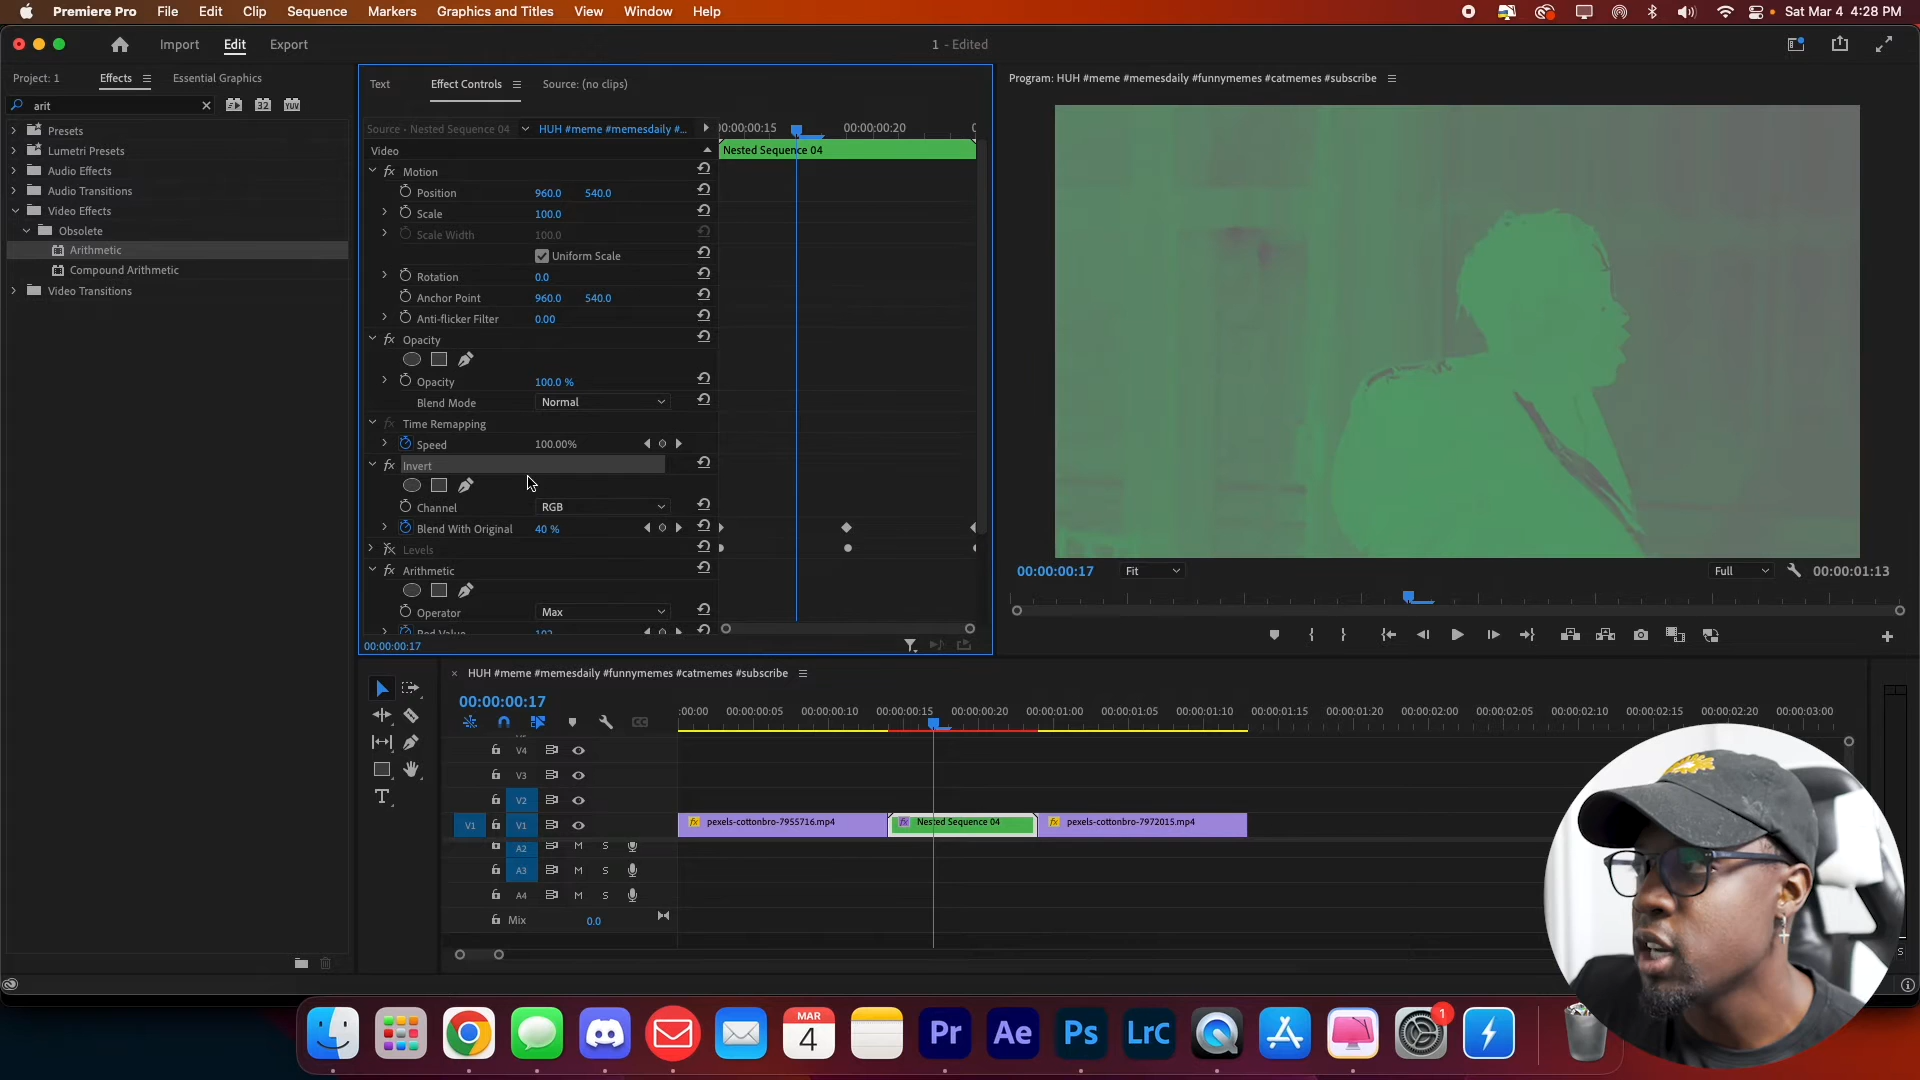 Premiere Pro File Edit Clip Sequence Markers Graphics and Titles View Window Help Sat Mar 4 4:28 PM
Import Edit Export 1 - Edited
Project: 1 Effects Essential Graphics
arit
32 YUV
Presets
Lumetri Presets
Audio Effects
Audio Transitions
Video Effects
Obsolete
Arithmetic
Compound Arithmetic
Video Transitions
Text Effect Controls Source: (no clips)
Source - Nested Sequence 04 HUH #meme #memesdaily #...
00:00:00:20
Nested Sequence 04
Video
fx Motion
Position 960.0 540.0
Scale 100.0
Scale Width 100.0
Uniform Scale
Rotation 0.0
Anchor Point 960.0 540.0
Anti-flicker Filter 0.00
fx Opacity
Opacity 100.0 %
Blend Mode Normal
fx Time Remapping
Speed 100.00%
fx Invert
Channel RGB
Blend With Original 40 %
fx Levels
fx Arithmetic
Operator Max
Red Value 102
00:00:00:17
Program: HUH #meme #memesdaily #funnymemes #catmemes #subscribe
00:00:00:17 Fit Full 00:00:01:13
HUH #meme #memesdaily #funnymemes #catmemes #subscribe
00:00:00:17
:00:00 00:00:00:05 00:00:00:10 00:00:00:15 00:00:00:20 00:00:01:00 00:00:01:05 00:00:01:10 00:00:01:15 00:00:01:20 00:00:02:00 00:00:02:05 00:00:02:10 00:00:02:15 00:00:02:20 00:00:03:00
V4
V3
V2
V1 V1 fx pexels-cottonbro-7955716.mp4 fx Nested Sequence 04 fx pexels-cottonbro-7972015.mp4
A2 M S
A3 M S
A4 M S
Mix 0.0
MAR
4
Pr Ae Ps LrC
1